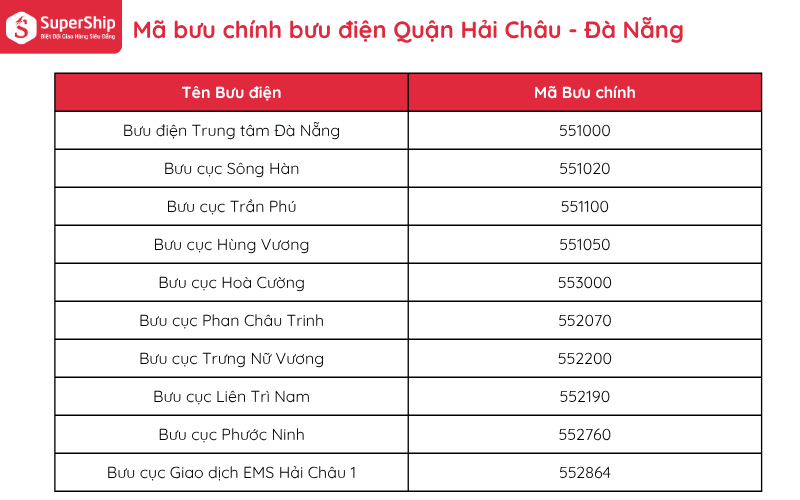 SuperShip
Biệt Đội Giao Hàng Siêu Đẳng
Mã bưu chính bưu điện Quận Hải Châu - Đà Nẵng
Tên Bưu điện Mã Bưu chính
Bưu điện Trung tâm Đà Nẵng 551000
Bưu cục Sông Hàn 551020
Bưu cục Trần Phú 551100
Bưu cục Hùng Vương 551050
Bưu cục Hoà Cường 553000
Bưu cục Phan Châu Trinh 552070
Bưu cục Trưng Nữ Vương 552200
Bưu cục Liên Trì Nam 552190
Bưu cục Phước Ninh 552760
Bưu cục Giao dịch EMS Hải Châu 1 552864